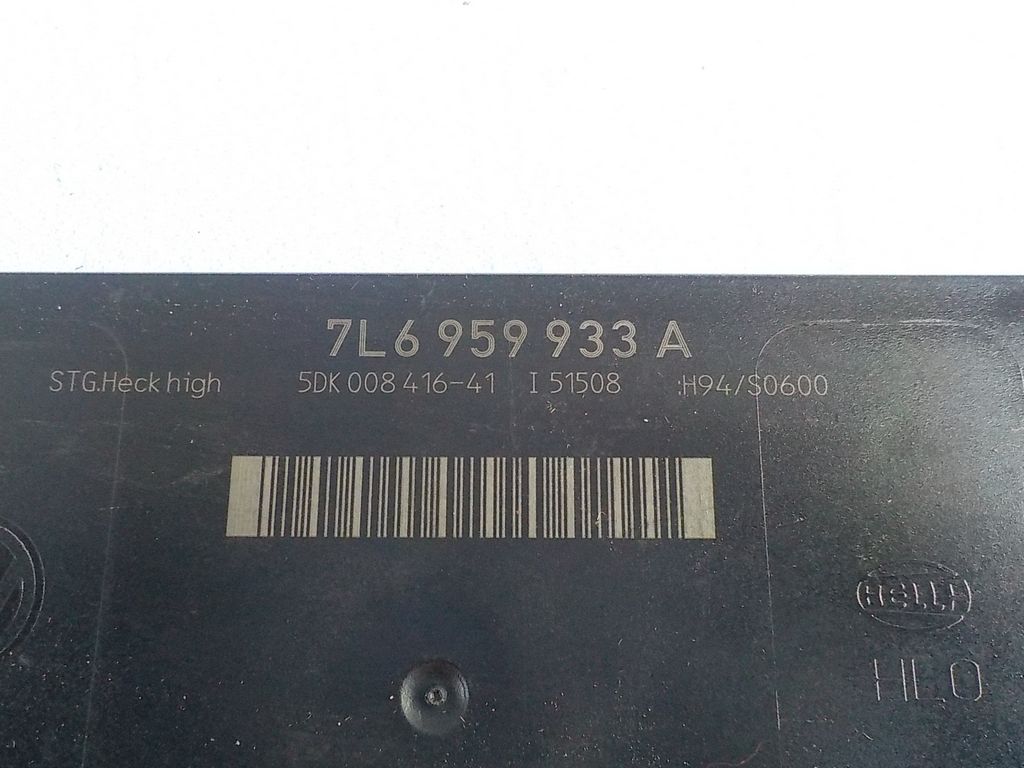 7L6 959 933 A
STG.Heck high 5DK 008 416-41 I 51508 :H94/S0600
HELLA
HLO